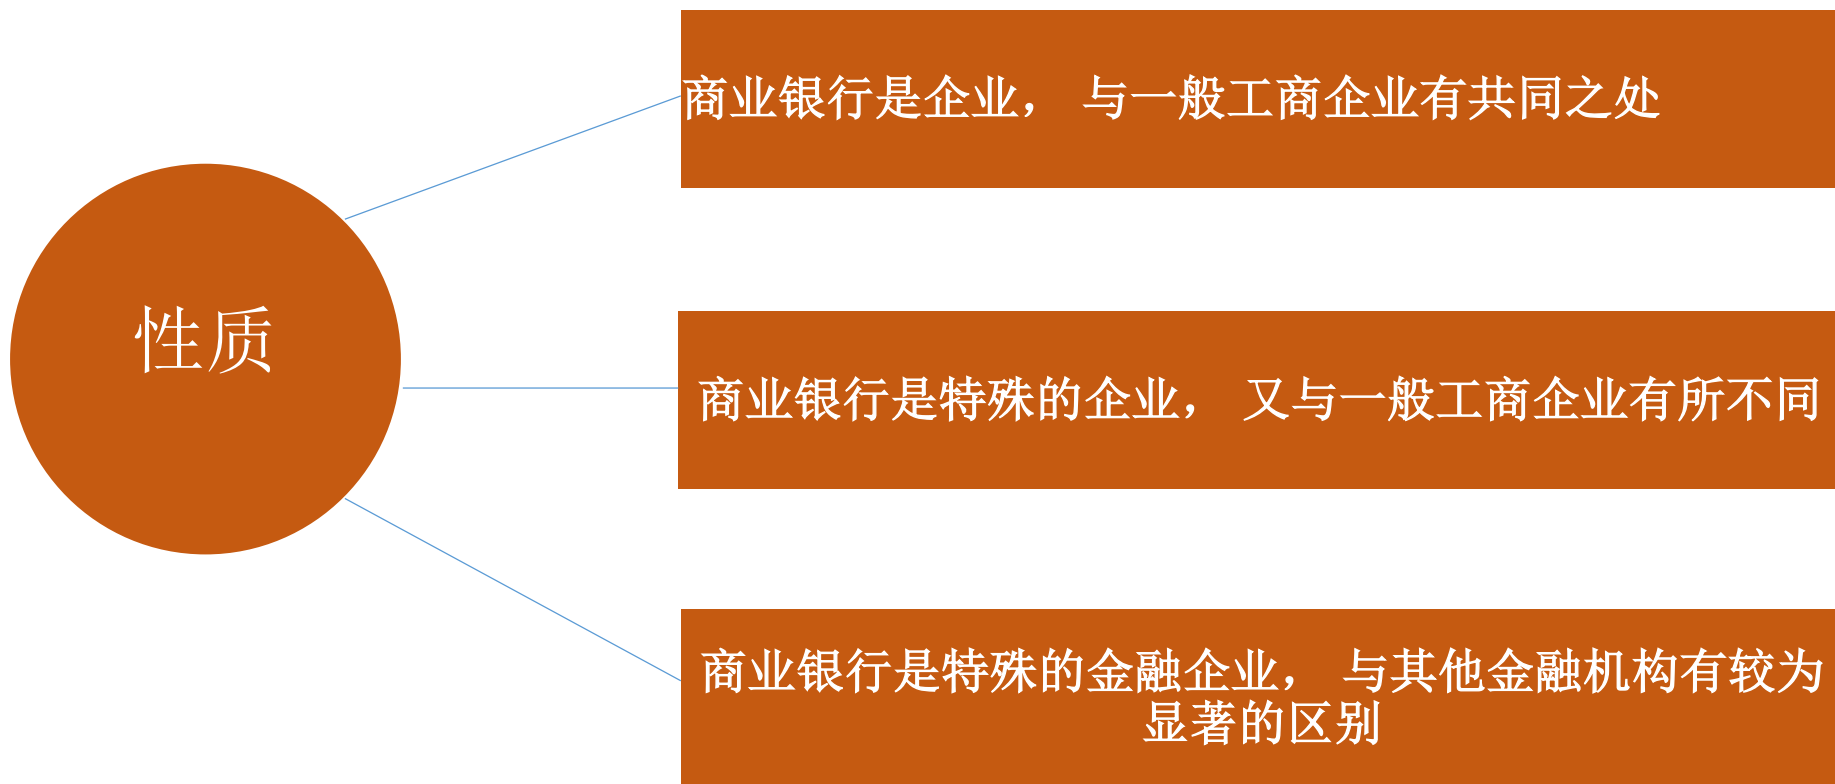 性质
商业银行是企业， 与一般工商企业有共同之处
商业银行是特殊的企业， 又与一般工商企业有所不同
商业银行是特殊的金融企业， 与其他金融机构有较为
显著的区别